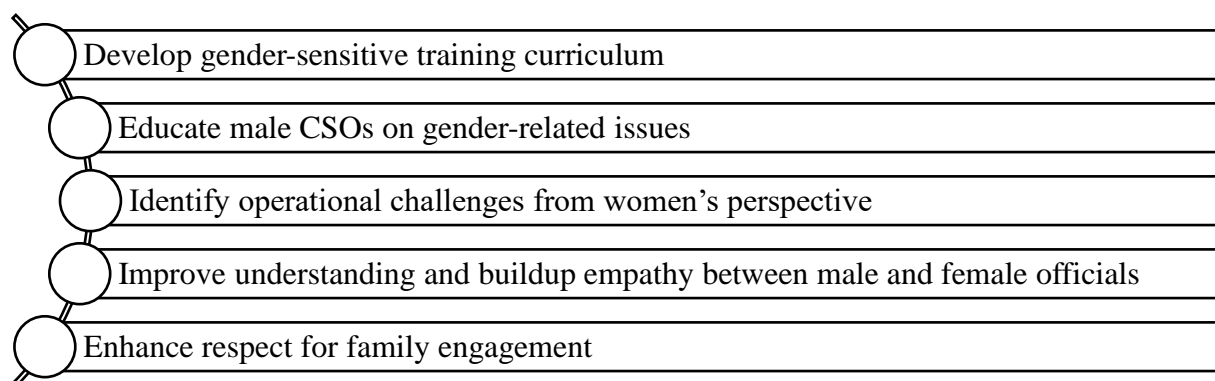 Develop gender-sensitive training curriculum
Educate male CSOs on gender-related issues
Identify operational challenges from women’s perspective
Improve understanding and buildup empathy between male and female officials
Enhance respect for family engagement